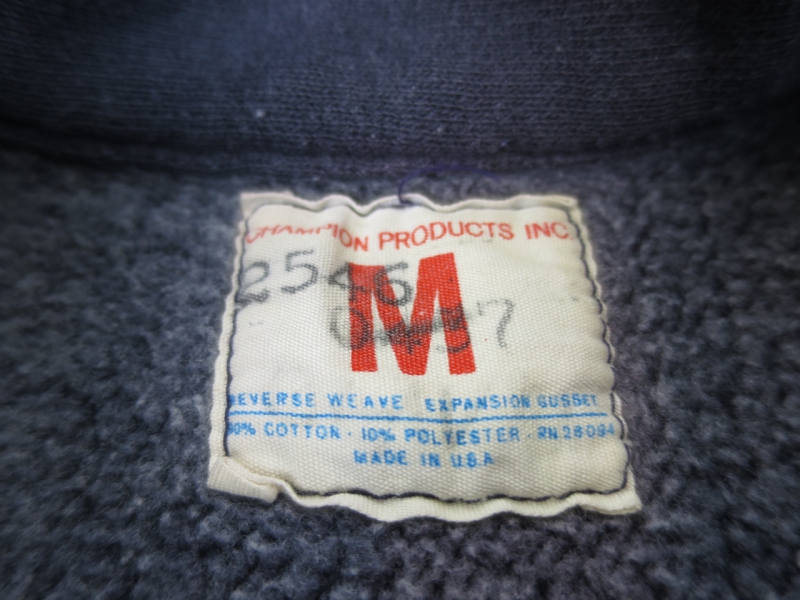 CHAMPION PRODUCTS INC.
2546
M
REVERSE WEAVE EXPANSION GUSSET
90% COTTON · 10% POLYESTER · RN 26094
MADE IN U.S.A